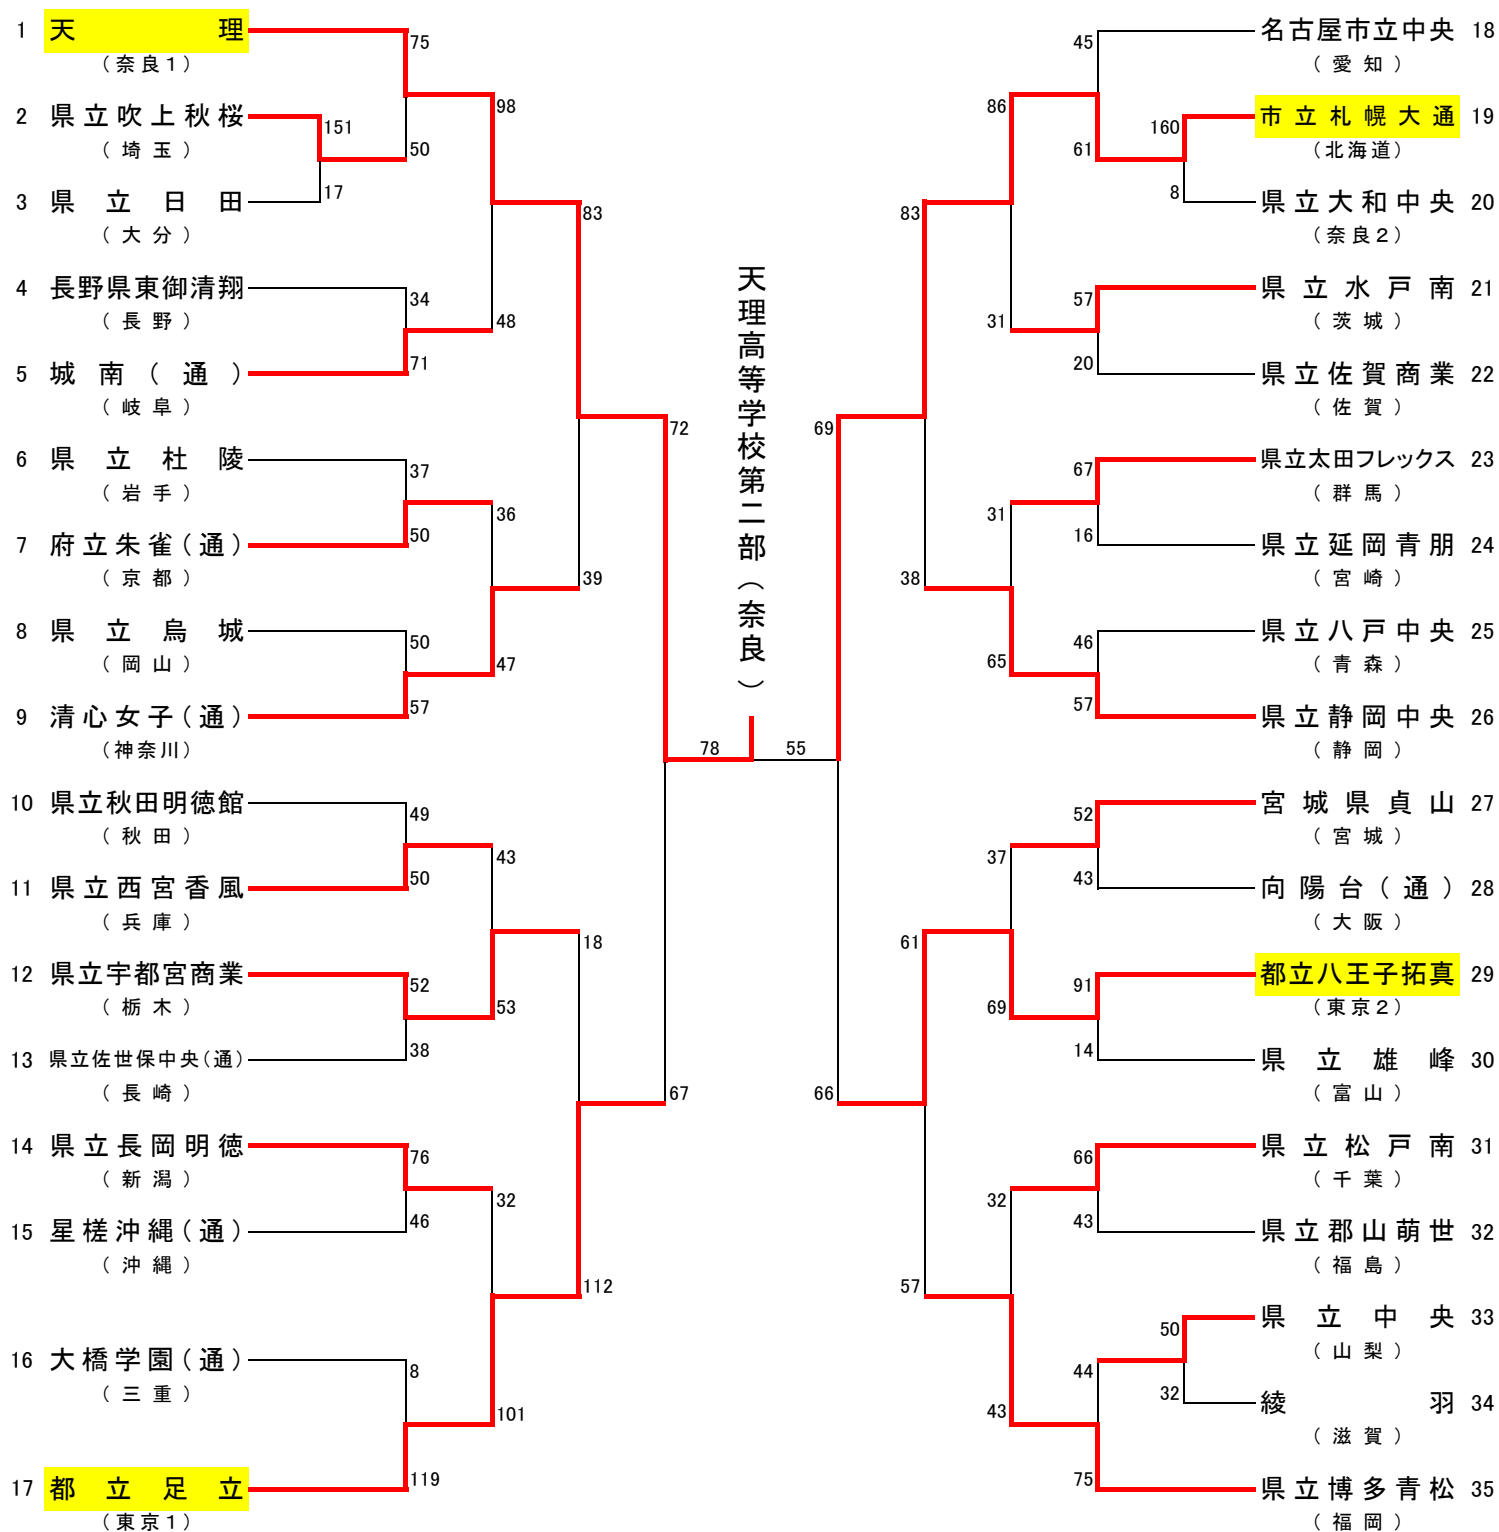 1 天理
75
(奈良1)
98
2 県立吹上秋桜
151
(埼玉)
50
17
3 県立日田
83
(大分)
4 長野県東御清翔
34
(長野)
48
71
5 城南(通)
(岐阜)
72
6 県立杜陵
37
(岩手)
36
50
7 府立朱雀(通)
(京都)
39
8 県立烏城
50
(岡山)
47
57
9 清心女子(通)
(神奈川)
10 県立秋田明徳館
49
(秋田)
43
50
11 県立西宮香風
(兵庫)
18
12 県立宇都宮商業
52
(栃木)
53
38
13 県立佐世保中央(通)
(長崎)
67
14 県立長岡明徳
76
(新潟)
32
46
15 星槎沖縄(通)
(沖縄)
112
16 大橋学園(通)
8
(三重)
101
119
17 都立足立
(東京1)
天理高等学校第二部(奈良)
78 55
名古屋市立中央 18
45
(愛知)
86
市立札幌大通 19
160
(北海道)
61
8
県立大和中央 20
83
(奈良2)
県立水戸南 21
57
(茨城)
31
20
県立佐賀商業 22
(佐賀)
69
県立太田フレックス 23
67
(群馬)
31
16
県立延岡青朋 24
(宮崎)
38
県立八戸中央 25
46
(青森)
65
57
県立静岡中央 26
(静岡)
宮城県貞山 27
52
(宮城)
37
43
向陽台(通) 28
(大阪)
61
都立八王子拓真 29
91
(東京2)
69
14
県立雄峰 30
(富山)
66
県立松戸南 31
66
(千葉)
32
43
県立郡山萌世 32
(福島)
57
県立中央 33
50
(山梨)
44
32
綾羽 34
43
(滋賀)
75
県立博多青松 35
(福岡)